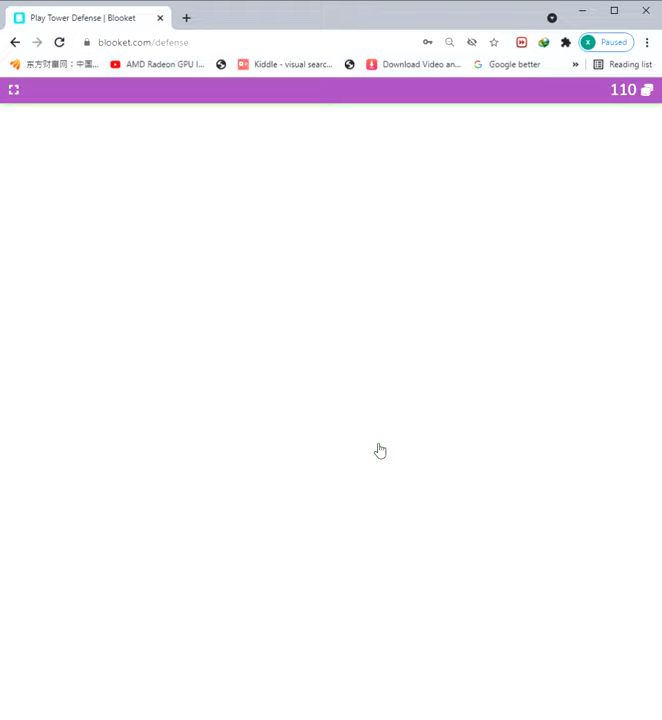 Play Tower Defense | Blooket
blooket.com/defense
Paused
东方财富网：中国...
AMD Radeon GPU I...
Kiddle - visual searc...
Download Video an...
Google better
»
Reading list
110